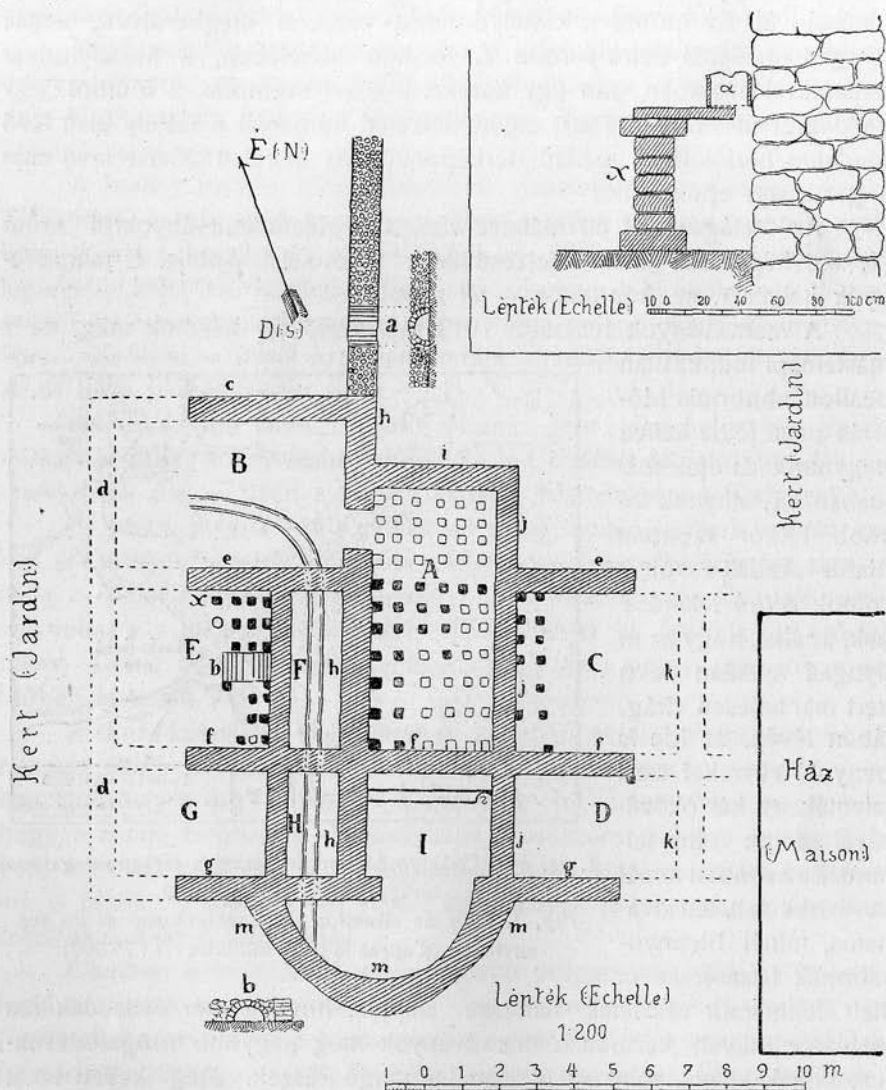 α
x
Lépték (Echelle) 10 0 20 40 60 80 100 cm
É (N:)
D (S)
a
c
h
i
d
B
j
Kert (Jardin)
A
e
e
x
E
F
h
C
b
j
k
Kert (Jardin)
f
f
f
d
Ház
G
H
D
h
I
j
k
(Maison)
g
g
m
m
m
b
Lépték (Echelle)
1:200
1 0 1 2 3 4 5 6 7 8 9 10 m